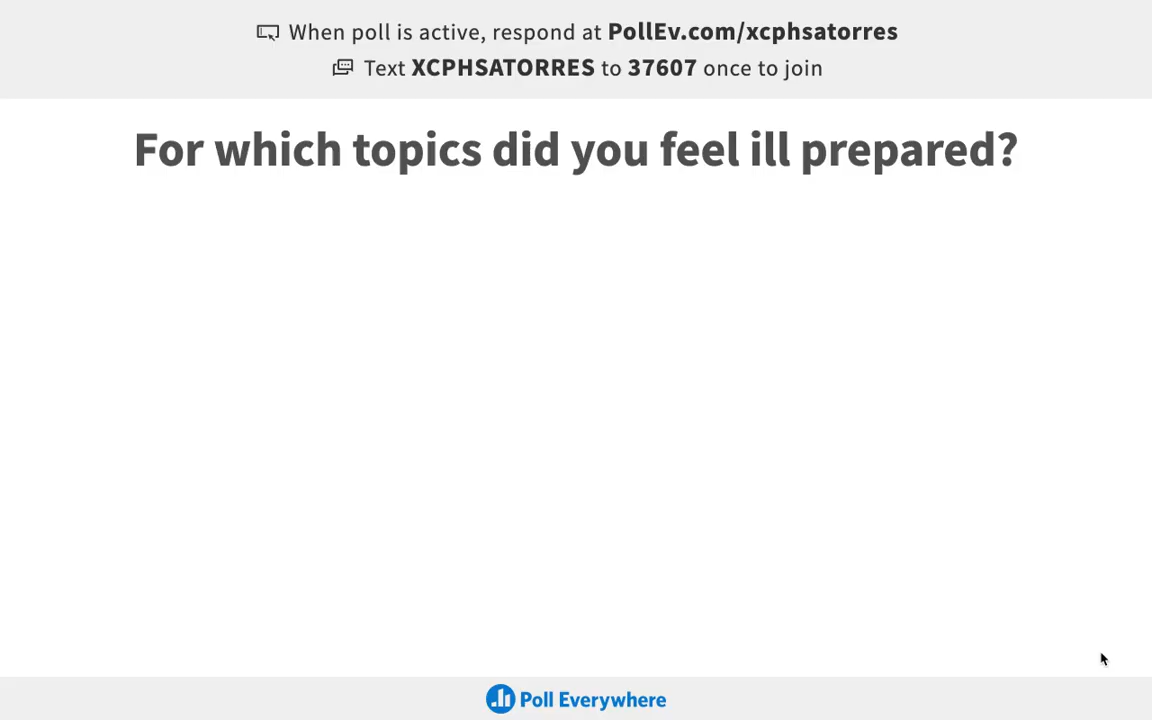 When poll is active, respond at PollEv.com/xcphsatorres
Text XCPHSATORRES to 37607 once to join
For which topics did you feel ill prepared?
Poll Everywhere